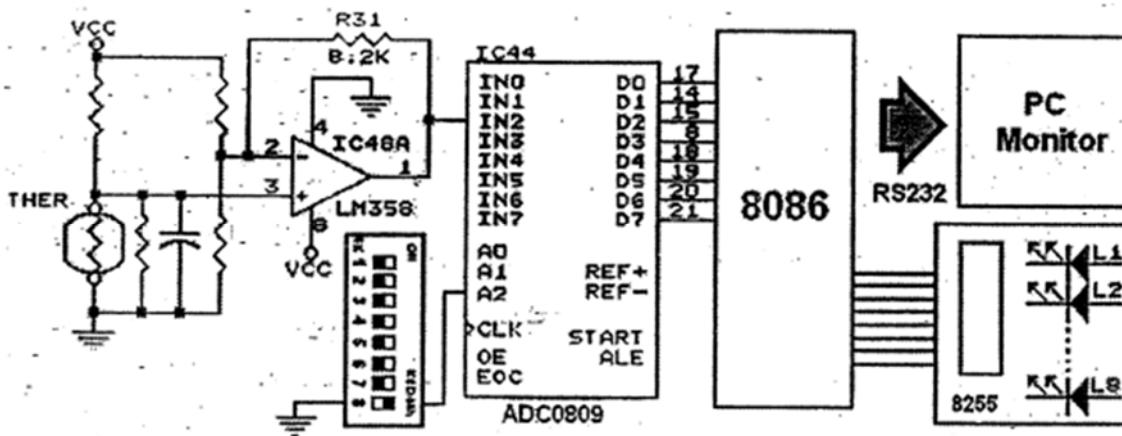 VCC
R31
8.2K
THER
2
3
4
1
8
IC48A
LM358
VCC
ON
1
2
3
4
5
6
7
8
IC44
IN0
IN1
IN2
IN3
IN4
IN5
IN6
IN7
A0
A1
A2
CLK
OE
EOC
D0
D1
D2
D3
D4
D5
D6
D7
REF+
REF-
START
ALE
ADC0809
17
14
15
8
18
19
20
21
8086
RS232
PC
Monitor
8255
L1
L2
L8